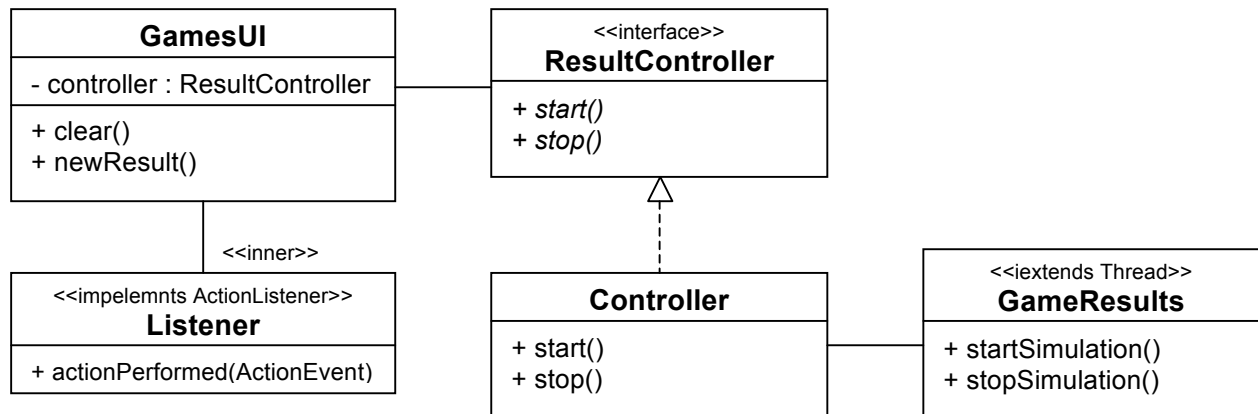 GamesUI
- controller : ResultController
+ clear()
+ newResult()
<<interface>>
ResultController
+ start()
+ stop()
<<inner>>
<<impelemnts ActionListener>>
Listener
+ actionPerformed(ActionEvent)
Controller
+ start()
+ stop()
<<iextends Thread>>
GameResults
+ startSimulation()
+ stopSimulation()